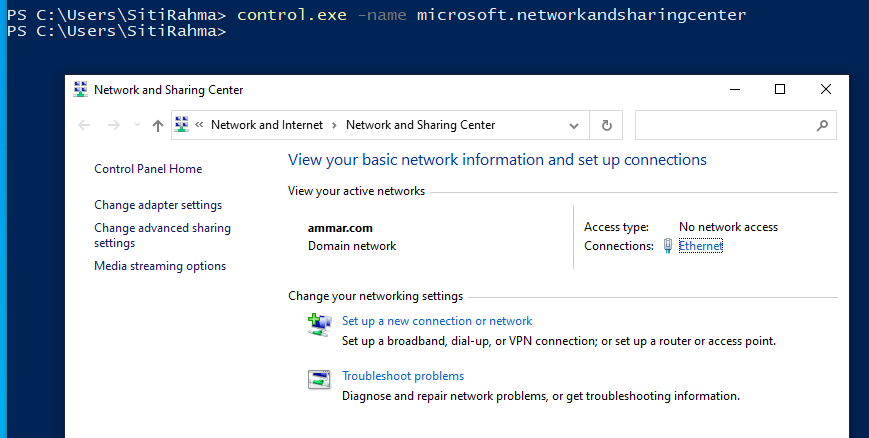 PS C:\Users\SitiRahma> control.exe -name microsoft.networkandsharingcenter
PS C:\Users\SitiRahma>
Network and Sharing Center
« Network and Internet > Network and Sharing Center
Control Panel Home
Change adapter settings
Change advanced sharing
settings
Media streaming options
View your basic network information and set up connections
View your active networks
ammar.com
Domain network
Access type: No network access
Connections: Ethernet
Change your networking settings
Set up a new connection or network
Set up a broadband, dial-up, or VPN connection; or set up a router or access point.
Troubleshoot problems
Diagnose and repair network problems, or get troubleshooting information.